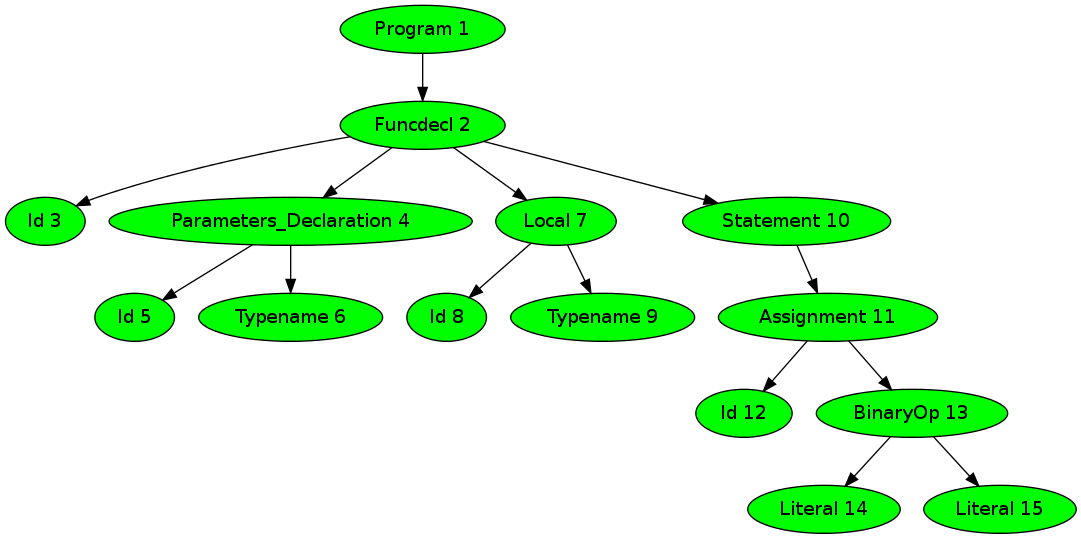 Program 1
Funcdecl 2
Id 3
Parameters_Declaration 4
Local 7
Statement 10
Id 5
Typename 6
Id 8
Typename 9
Assignment 11
Id 12
BinaryOp 13
Literal 14
Literal 15